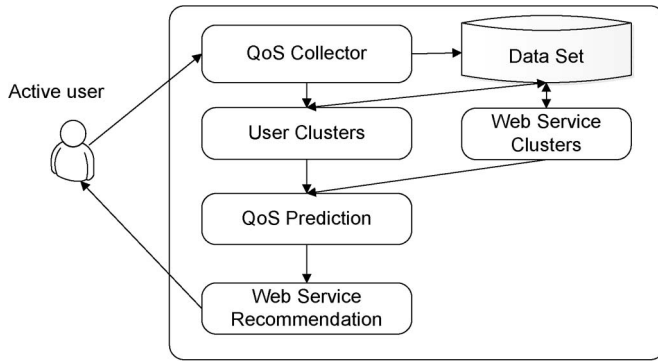 QoS Collector
Data Set
Active user
User Clusters
Web Service
Clusters
QoS Prediction
Web Service
Recommendation